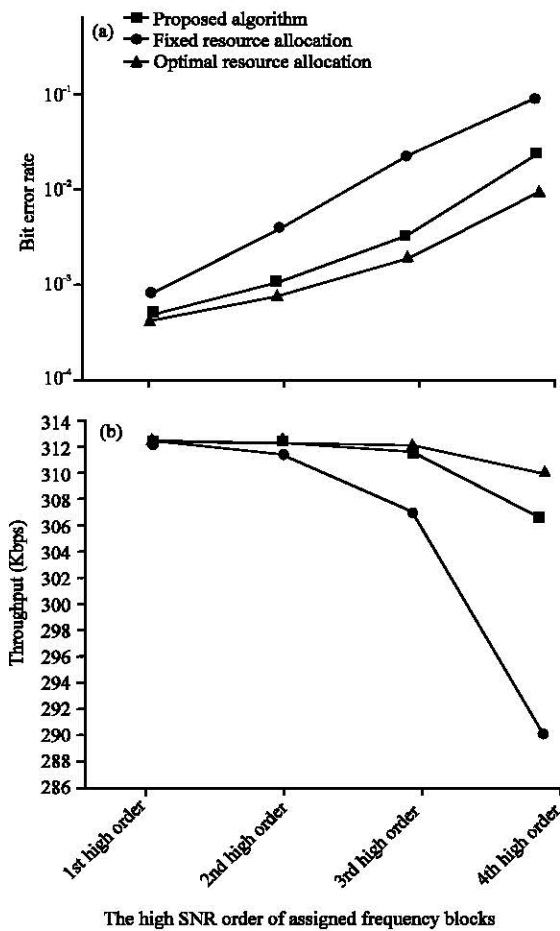 (a)
Proposed algorithm
Fixed resource allocation
Optimal resource allocation
Bit error rate
10⁻¹
10⁻²
10⁻³
10⁻⁴
(b)
Throughput (Kbps)
314
312
310
308
306
304
302
300
298
296
294
292
290
288
286
1st high order
2nd high order
3rd high order
4th high order
The high SNR order of assigned frequency blocks